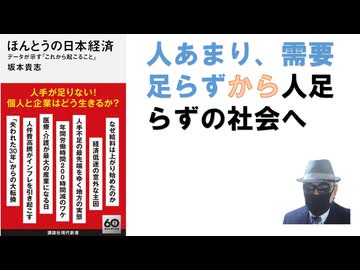 ほんとうの日本経済
データが示す「これから起こること」
坂本貴志
人手が足りない!
個人と企業はどう生きるか?
なぜ給料は上がり始めたのか
経済低迷の意外な主因
人手不足の最先端をゆく地方の実態
年間労働時間200時間減のワケ
医療・介護が最大の産業になる日
人件費高騰がインフレを引き起こす
「失われた30年」からの大転換
講談社現代新書
60
人あまり、需要
足らずから人足
らずの社会へ